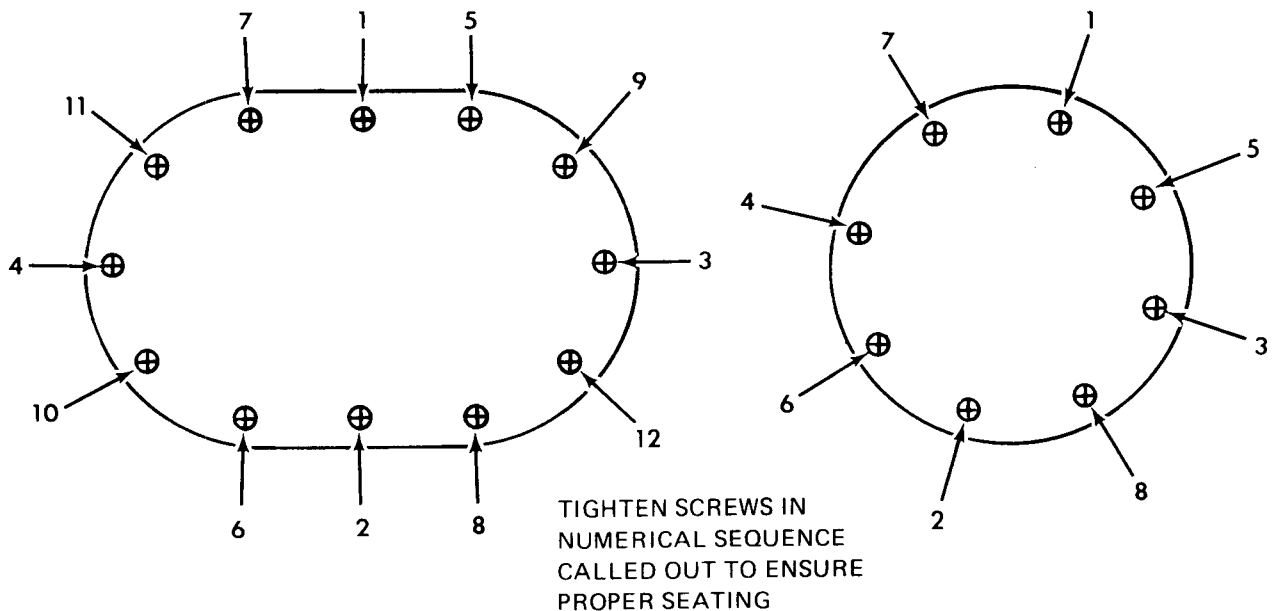 7 1 5
11 9
4 3
10 12
6 2 8
1
7
5
4
3
6
8
2
TIGHTEN SCREWS IN
NUMERICAL SEQUENCE
CALLED OUT TO ENSURE
PROPER SEATING